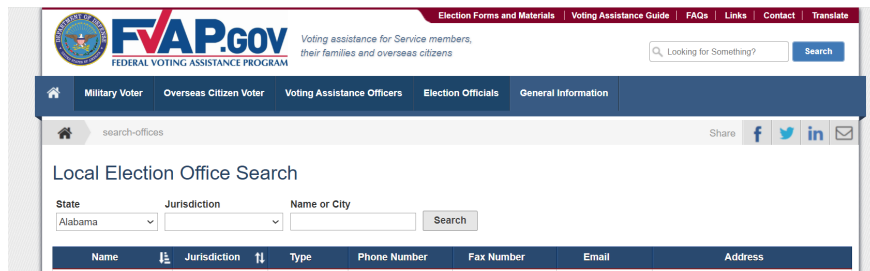 Election Forms and Materials | Voting Assistance Guide | FAQs | Links | Contact | Translate
FVAP.GOV
FEDERAL VOTING ASSISTANCE PROGRAM
Voting assistance for Service members,
their families and overseas citizens
Looking for Something?
Search
Military Voter
Overseas Citizen Voter
Voting Assistance Officers
Election Officials
General Information
search-offices
Share
Local Election Office Search
State
Jurisdiction
Name or City
Alabama
Search
Name
Jurisdiction
Type
Phone Number
Fax Number
Email
Address